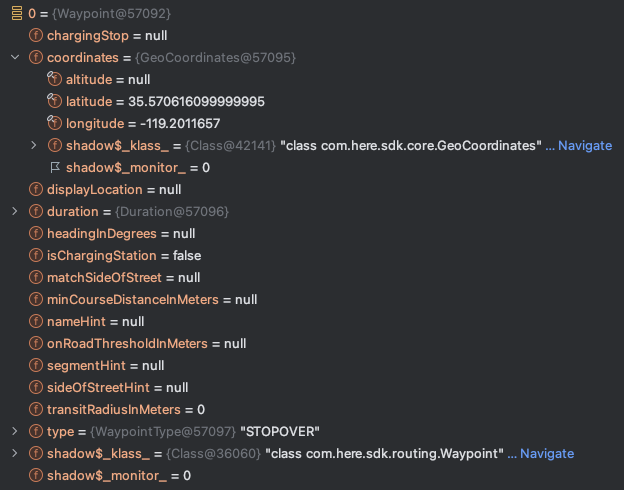 0 = {Waypoint@57092}
f chargingStop = null
f coordinates = {GeoCoordinates@57095}
f altitude = null
f latitude = 35.570616099999995
f longitude = -119.2011657
f shadow$_klass_ = {Class@42141} "class com.here.sdk.core.GeoCoordinates" ... Navigate
shadow$_monitor_ = 0
f displayLocation = null
f duration = {Duration@57096}
f headingInDegrees = null
f isChargingStation = false
f matchSideOfStreet = null
f minCourseDistanceInMeters = null
f nameHint = null
f onRoadThresholdInMeters = null
f segmentHint = null
f sideOfStreetHint = null
f transitRadiusInMeters = 0
f type = {WaypointType@57097} "STOPOVER"
f shadow$_klass_ = {Class@36060} "class com.here.sdk.routing.Waypoint" ... Navigate
f shadow$_monitor_ = 0